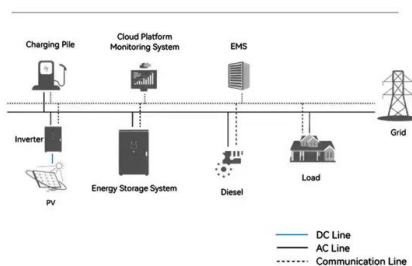 Charging Pile
Cloud Platform
Monitoring System
EMS
Grid
Inverter
PV
Energy Storage System
Diesel
Load
DC Line
AC Line
Communication Line